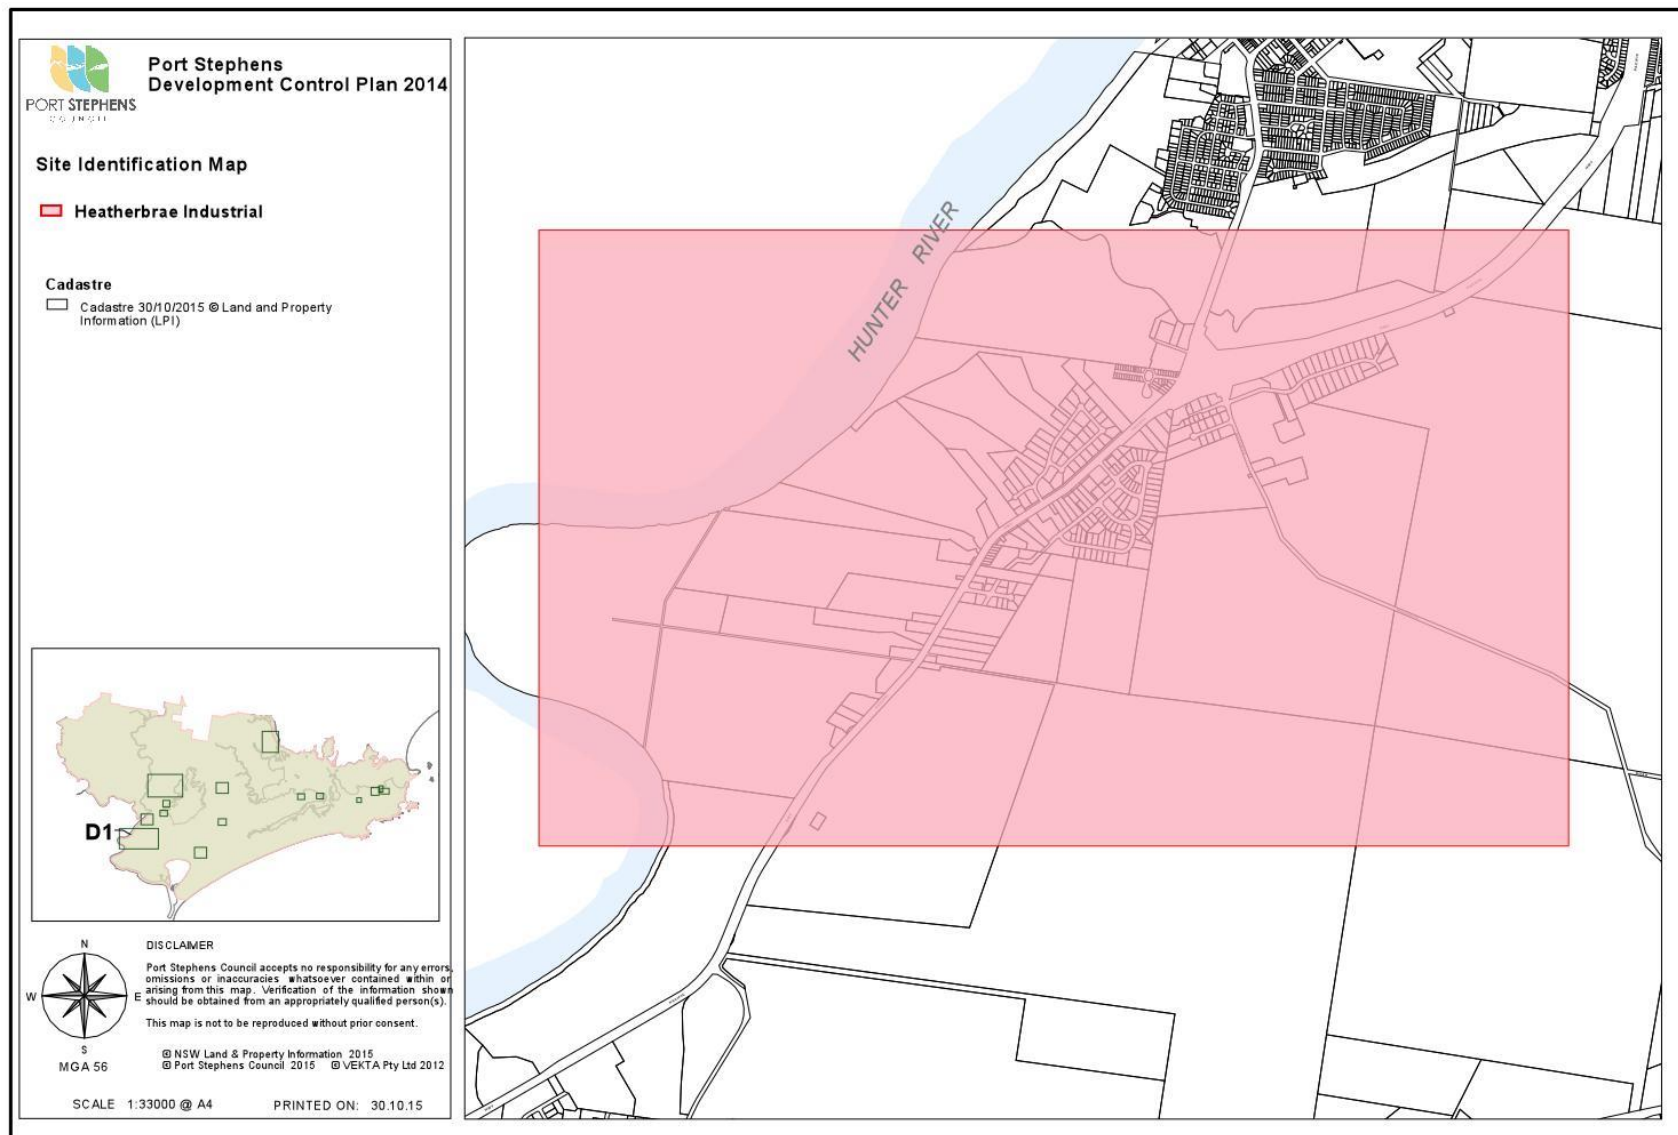 Port Stephens
Development Control Plan 2014
PORT STEPHENS
COUNCIL
Site Identification Map
Heatherbrae Industrial
Cadastre
Cadastre 30/10/2015 © Land and Property
Information (LPI)
HUNTER RIVER
D1
N
W
E
S
MGA 56
DISCLAIMER
Port Stephens Council accepts no responsibility for any errors,
omissions or inaccuracies whatsoever contained within or
arising from this map. Verification of the information shown
should be obtained from an appropriately qualified person(s).
This map is not to be reproduced without prior consent.
© NSW Land & Property Information 2015
© Port Stephens Council 2015 © VEKTA Pty Ltd 2012
SCALE 1:33000 @ A4
PRINTED ON: 30.10.15